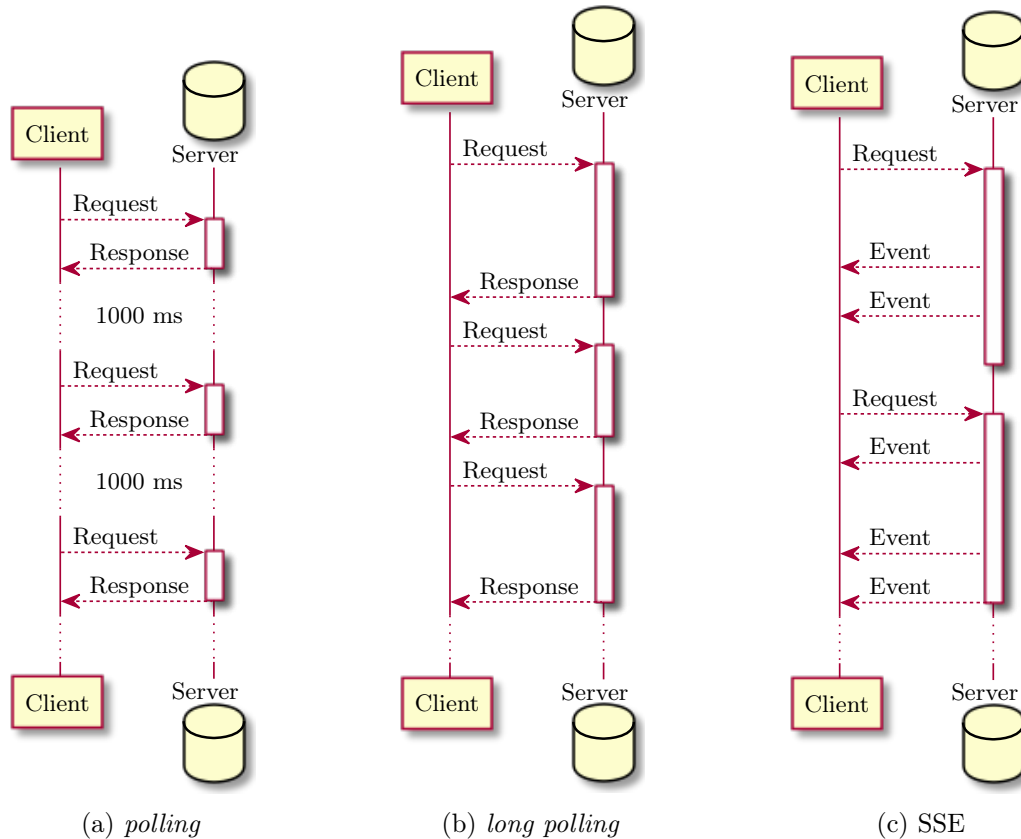 Client
Server
Request
Response
1000 ms
Request
Response
1000 ms
Request
Response
Client
Server
(a) polling
Client
Server
Request
Response
Request
Response
Request
Response
Client
Server
(b) long polling
Client
Server
Request
Event
Event
Request
Event
Event
Event
Client
Server
(c) SSE